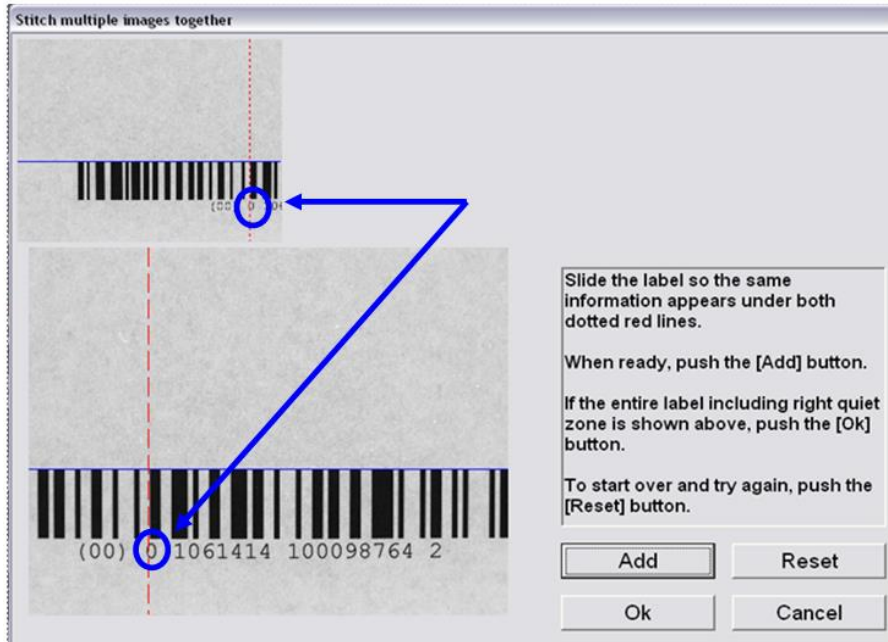 Stitch multiple images together
(00) 0 106
(00) 0 1061414 100098764 2
Slide the label so the same
information appears under both
dotted red lines.
When ready, push the [Add] button.
If the entire label including right quiet
zone is shown above, push the [Ok]
button.
To start over and try again, push the
[Reset] button.
Add
Reset
Ok
Cancel